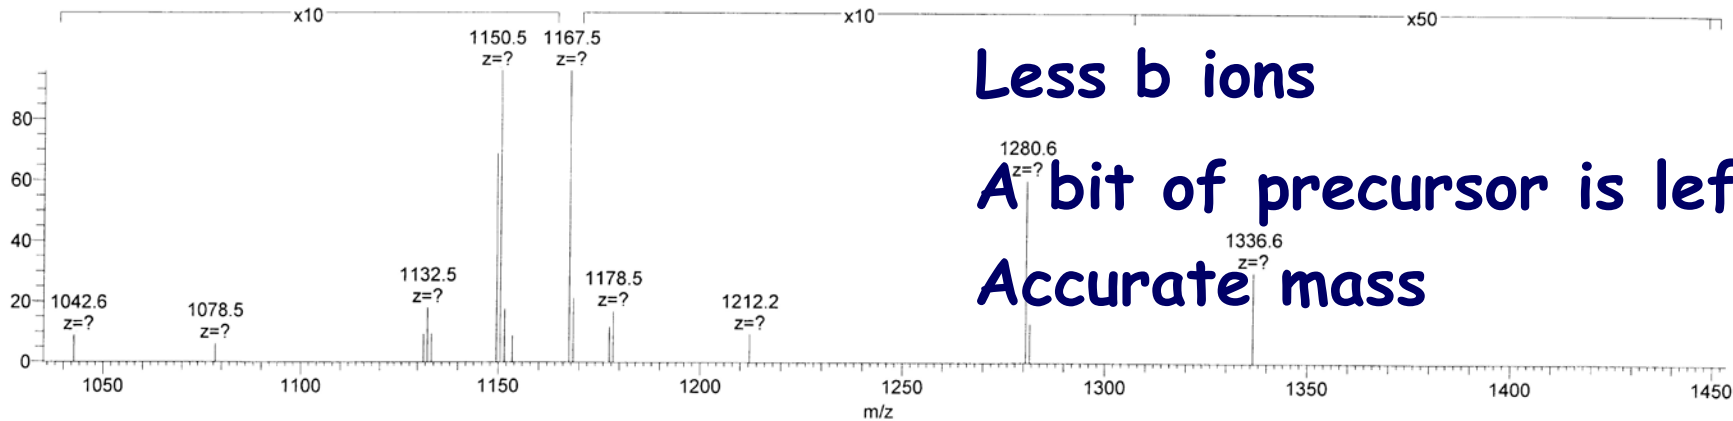 x10 x10 x50
1150.5 1167.5
z=? z=?
Less b ions
80
1280.6
z=?
60
A bit of precursor is lef
40
1336.6
z=?
1132.5
z=?
1178.5
z=?
Accurate mass
20
1042.6
z=?
1078.5
z=?
1212.2
z=?
0
1050 1100 1150 1200 1250 1300 1350 1400 1450
m/z